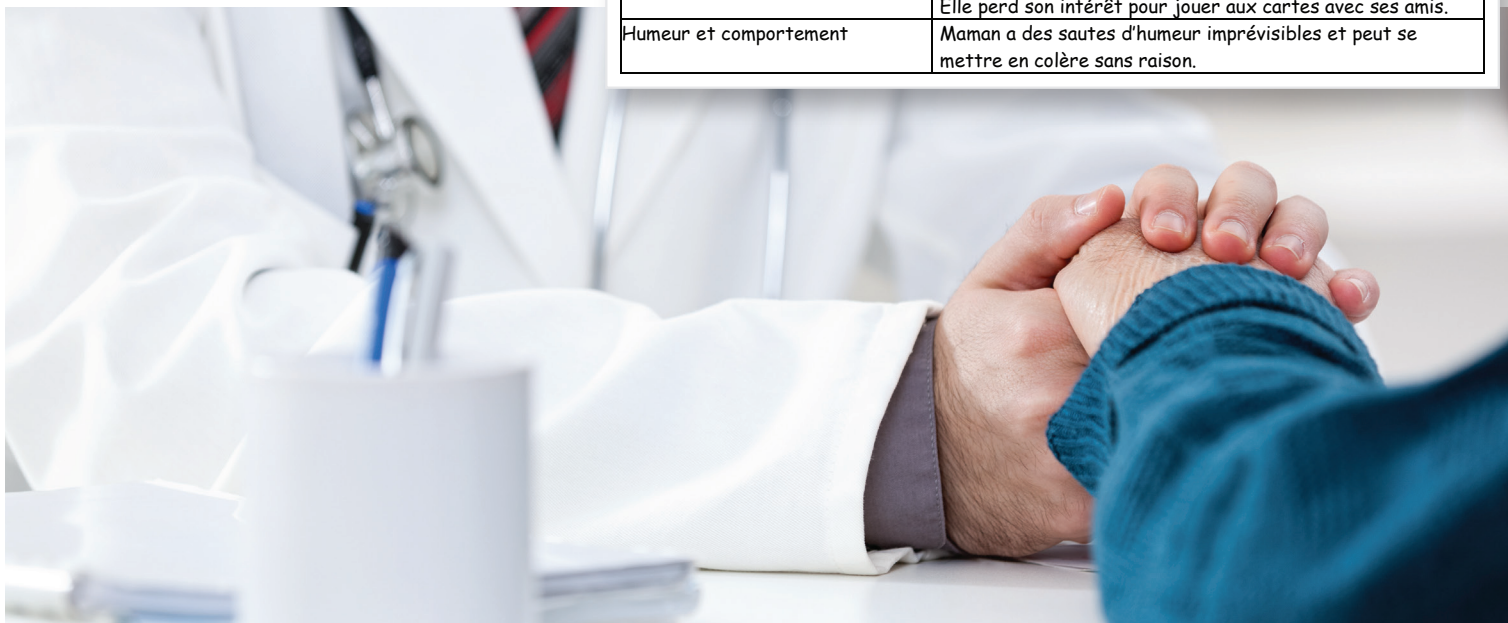 Elle perd son intérêt pour jouer aux cartes avec ses amis.
Humeur et comportement
Maman a des sautes d’humeur imprévisibles et peut se
mettre en colère sans raison.